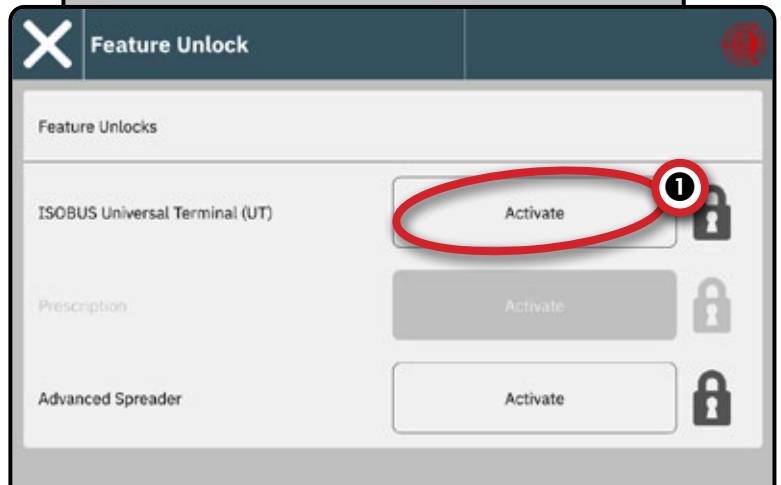 Feature Unlock
Feature Unlocks
ISOBUS Universal Terminal (UT)
Activate
1
Prescription
Activate
Advanced Spreader
Activate